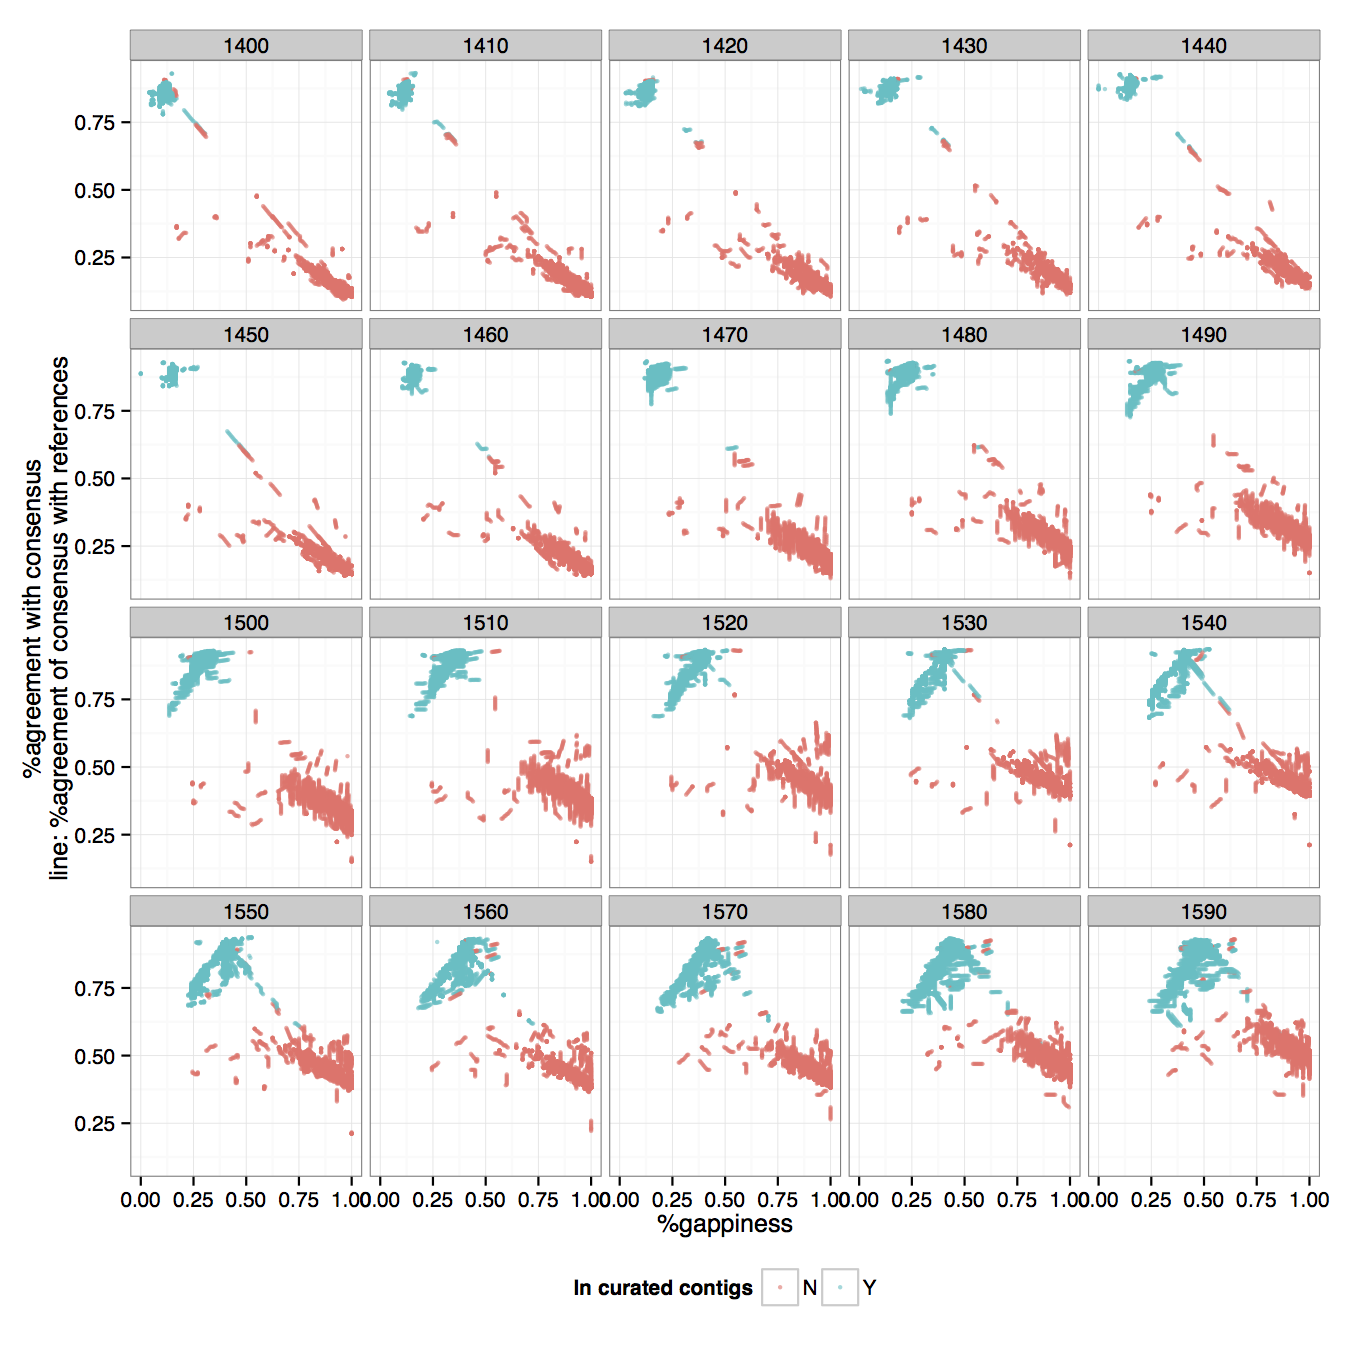 1400 1410 1420 1430 1440
0.75
0.50
0.25
1450 1460 1470 1480 1490
0.75
0.50
0.25
1500 1510 1520 1530 1540
0.75
0.50
0.25
1550 1560 1570 1580 1590
0.75
0.50
0.25
%agreement with consensus
line: %agreement of consensus with references
0.00 0.25 0.50 0.75 1.00 0.00 0.25 0.50 0.75 1.00 0.00 0.25 0.50 0.75 1.00 0.00 0.25 0.50 0.75 1.00 0.00 0.25 0.50 0.75 1.00
%gappiness
In curated contigs N Y